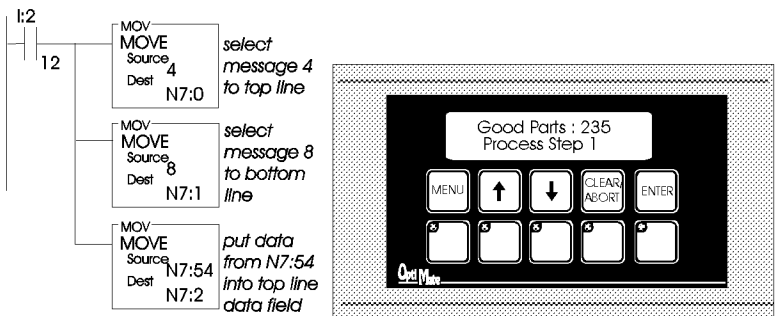 I:2
12
MOV
MOVE
Source
4
Dest
N7:0
select
message 4
to top line
MOV
MOVE
Source
8
Dest
N7:1
select
message 8
to bottom
line
MOV
MOVE
Source
N7:54
Dest
N7:2
put data
from N7:54
into top line
data field
Good Parts : 235
Process Step 1
MENU
↑
↓
CLEAR/
ABORT
ENTER
Opti Mate